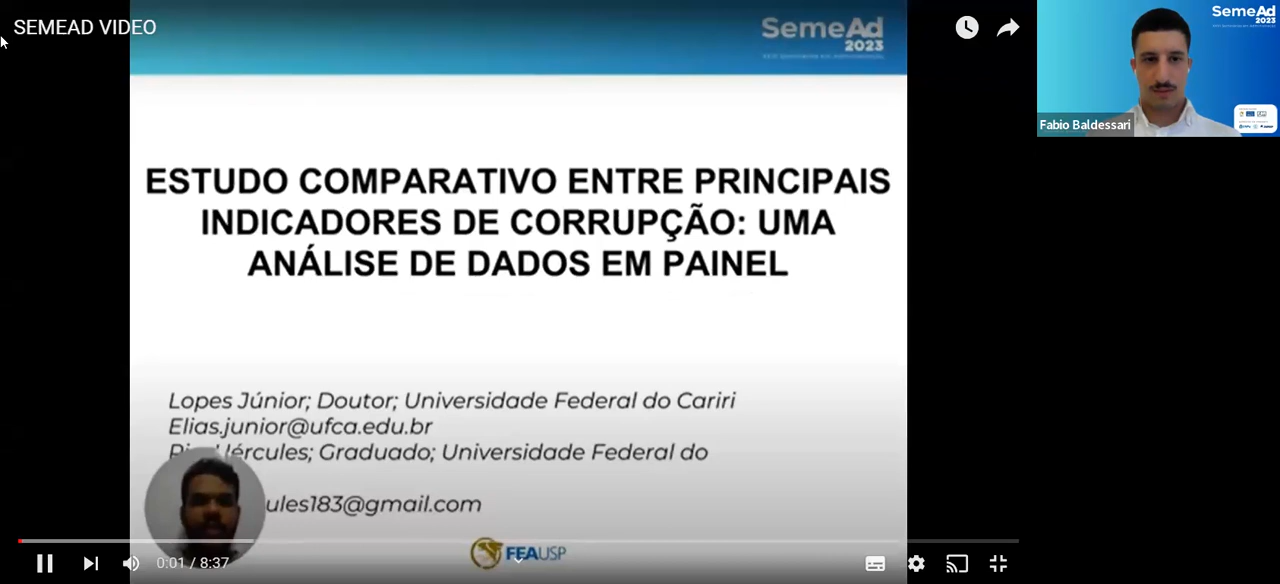 SEMEAD VIDEO
SemeAd
2023
SemeAd
2023
Fabio Baldessari
ESTUDO COMPARATIVO ENTRE PRINCIPAIS
INDICADORES DE CORRUPÇÃO: UMA
ANÁLISE DE DADOS EM PAINEL
Lopes Júnior; Doutor; Universidade Federal do Cariri
Elias.junior@ufca.edu.br
Hércules; Graduado; Universidade Federal do
ules183@gmail.com
FEAUSP
0:01 / 8:37